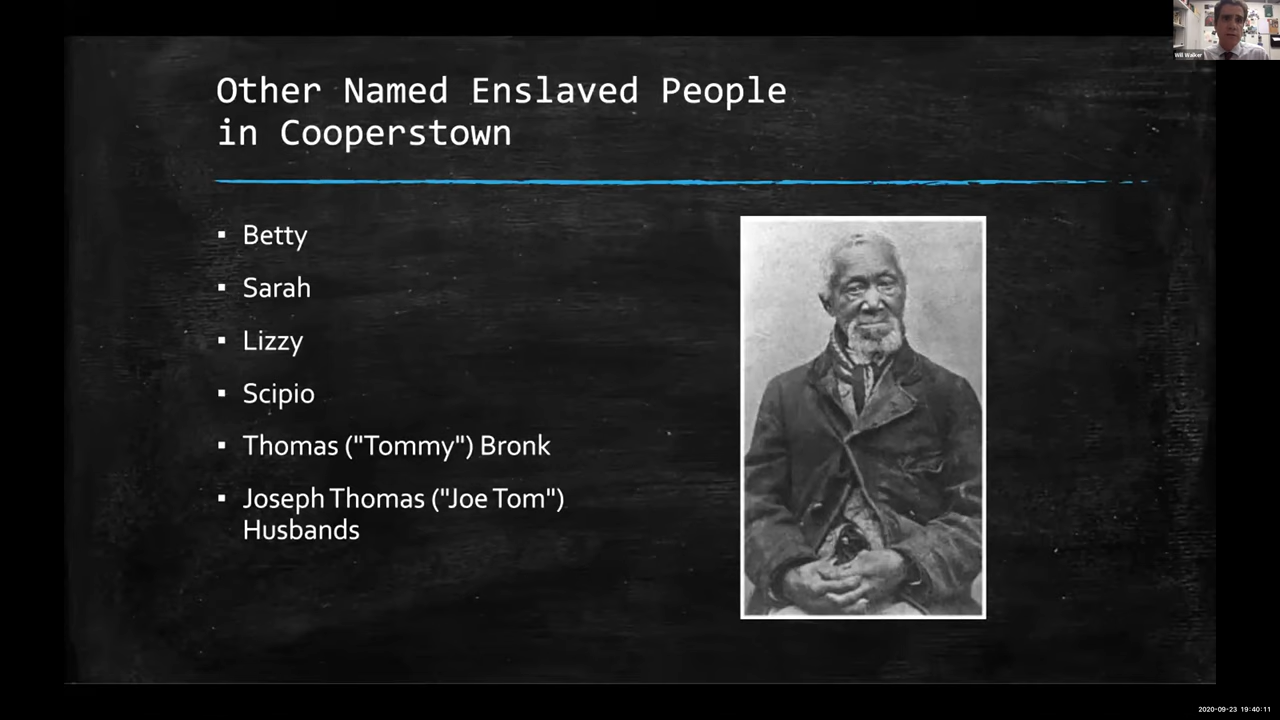 Other Named Enslaved People
in Cooperstown
▪ Betty
▪ Sarah
▪ Lizzy
▪ Scipio
▪ Thomas ("Tommy") Bronk
▪ Joseph Thomas ("Joe Tom")
Husbands
Will Walker
2020-09-23 19:40:11